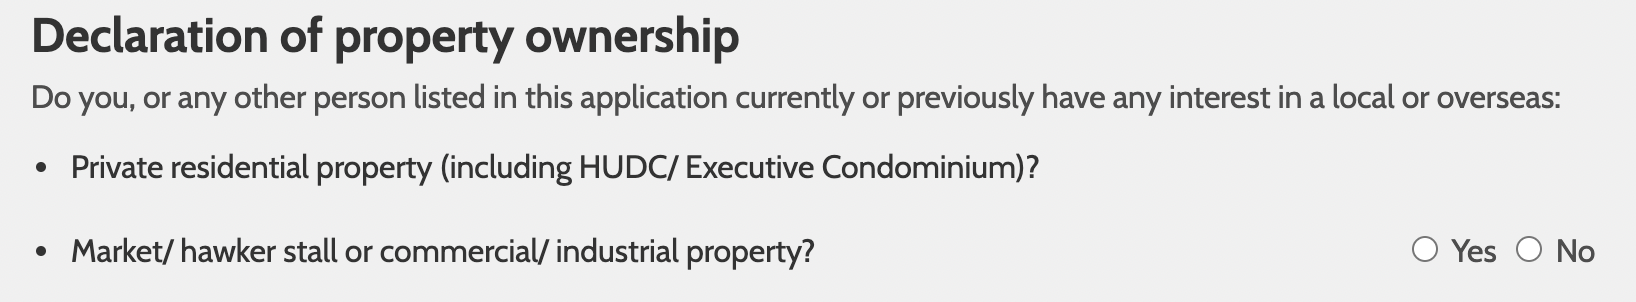 Declaration of property ownership
Do you, or any other person listed in this application currently or previously have any interest in a local or overseas:
• Private residential property (including HUDC/ Executive Condominium)?
• Market/ hawker stall or commercial/ industrial property? Yes No